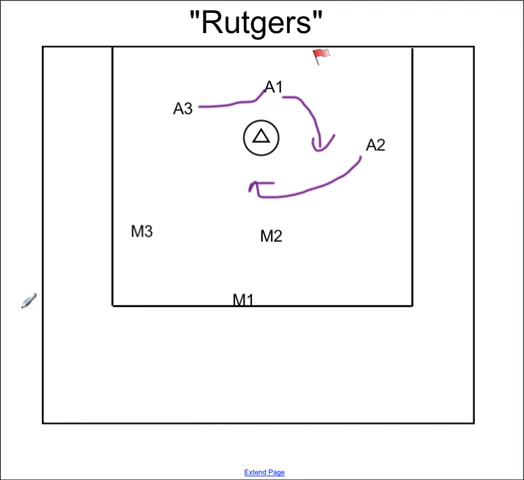 "Rutgers"
A1
A3
A2
M3
M2
M1
Extend Page